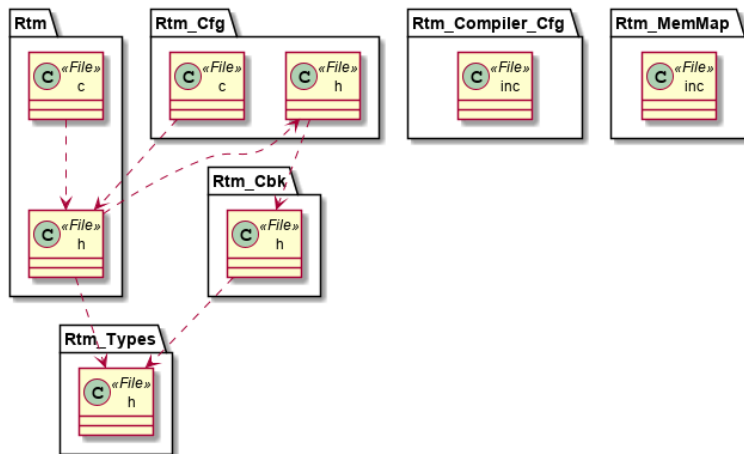 Rtm
Rtm_Cfg
Rtm_Compiler_Cfg
Rtm_MemMap
C «File» c
C «File» c
C «File» h
C «File» inc
C «File» inc
Rtm_Cbk
C «File» h
C «File» h
Rtm_Types
C «File» h